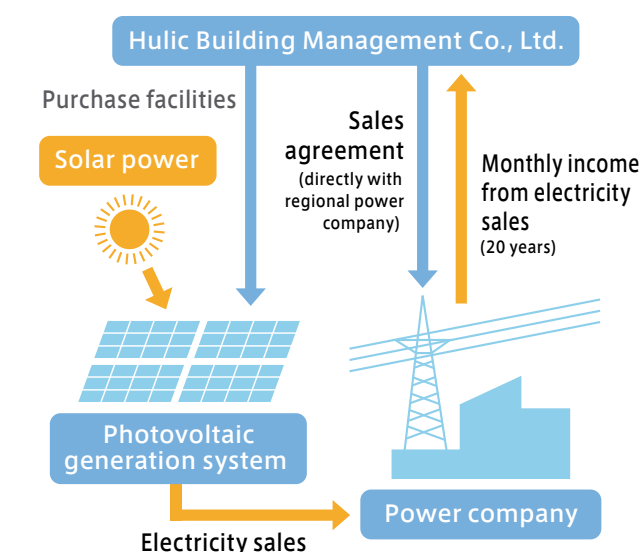 Hulic Building Management Co., Ltd.
Purchase facilities
Solar power
Sales
agreement
(directly with
regional power
company)
Monthly income
from electricity
sales
(20 years)
Photovoltaic
generation system
Power company
Electricity sales